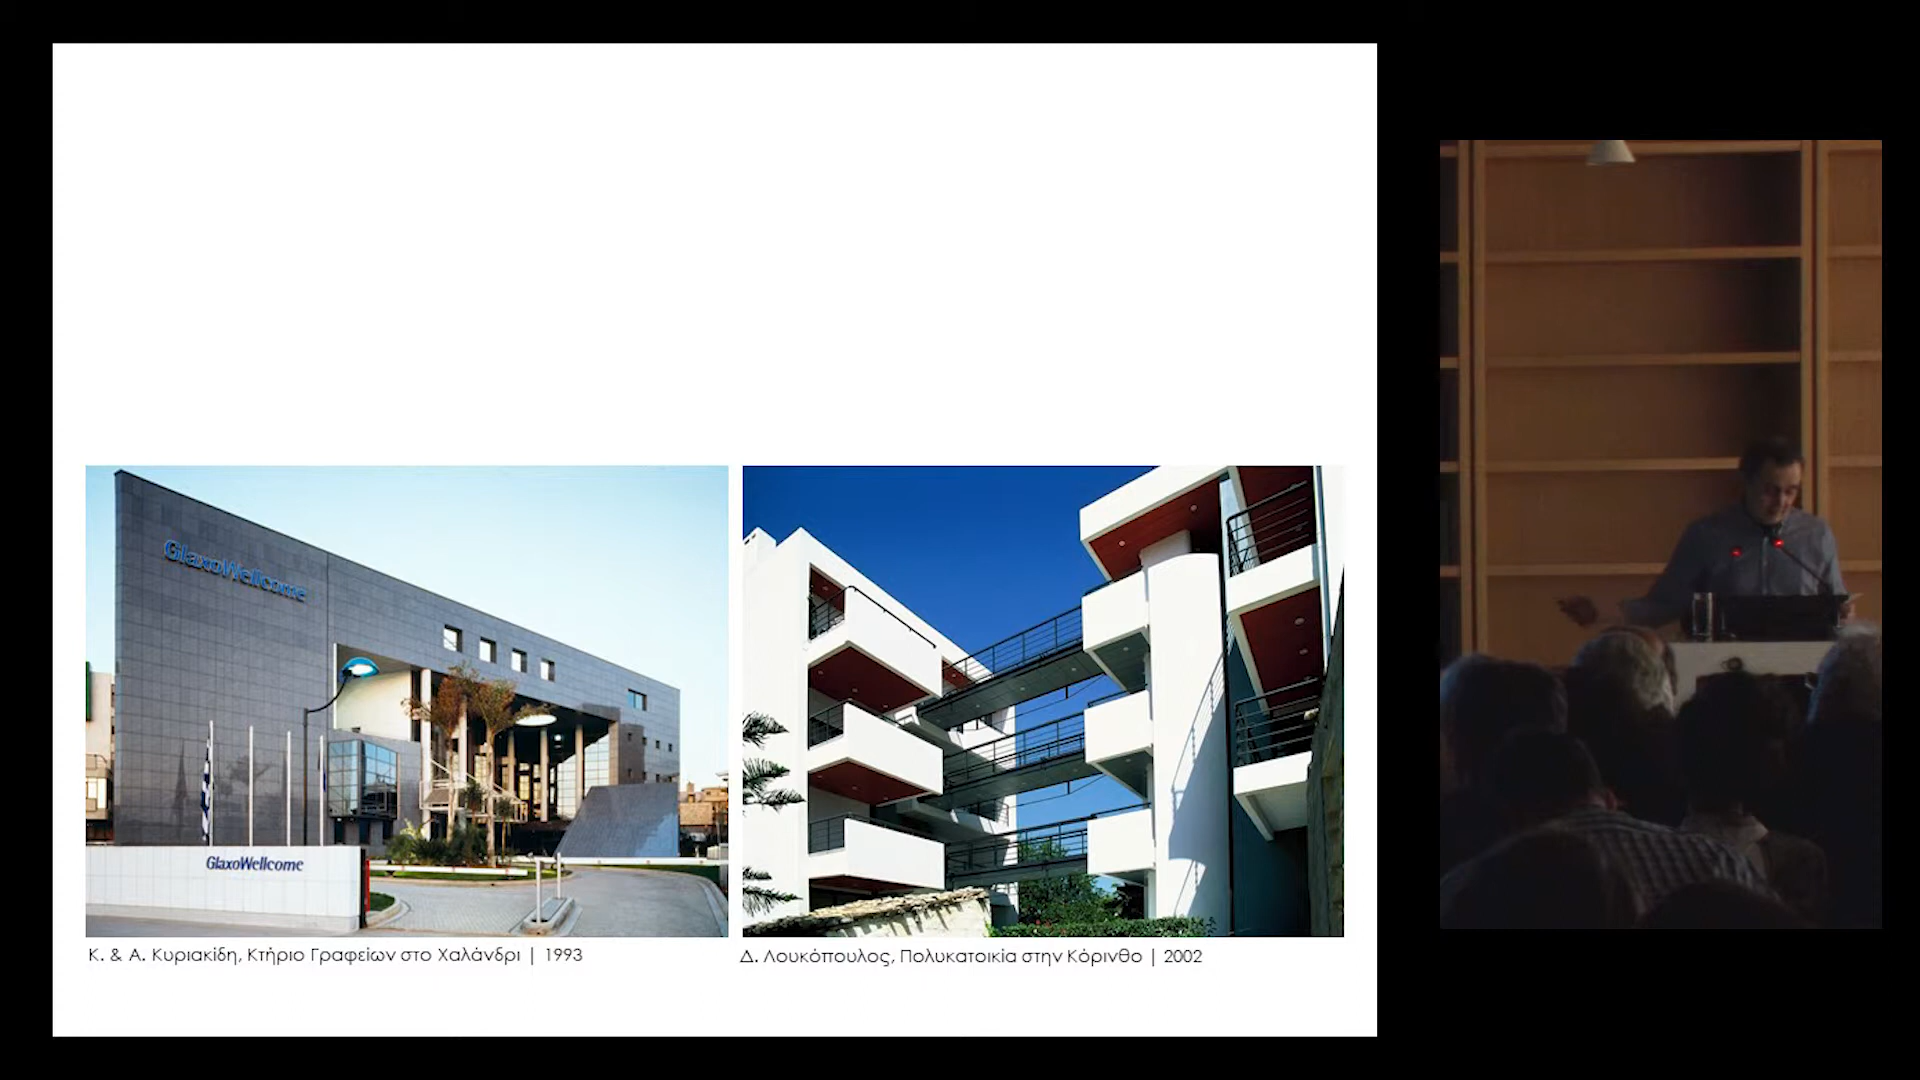 GlaxoWellcome
GlaxoWellcome
Κ. & Α. Κυριακίδη, Κτήριο Γραφείων στο Χαλάνδρι | 1993
Δ. Λουκόπουλος, Πολυκατοικία στην Κόρινθο | 2002